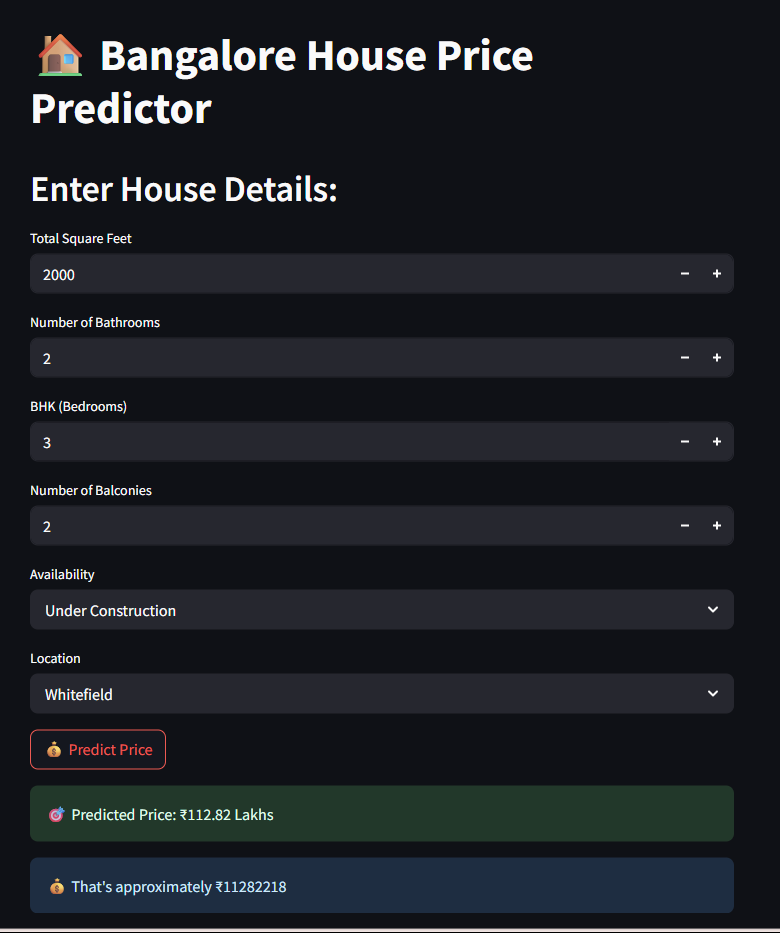 Bangalore House Price
Predictor
Enter House Details:
Total Square Feet
2000
Number of Bathrooms
2
BHK (Bedrooms)
3
Number of Balconies
2
Availability
Under Construction
Location
Whitefield
Predict Price
Predicted Price: ₹112.82 Lakhs
That's approximately ₹11282218